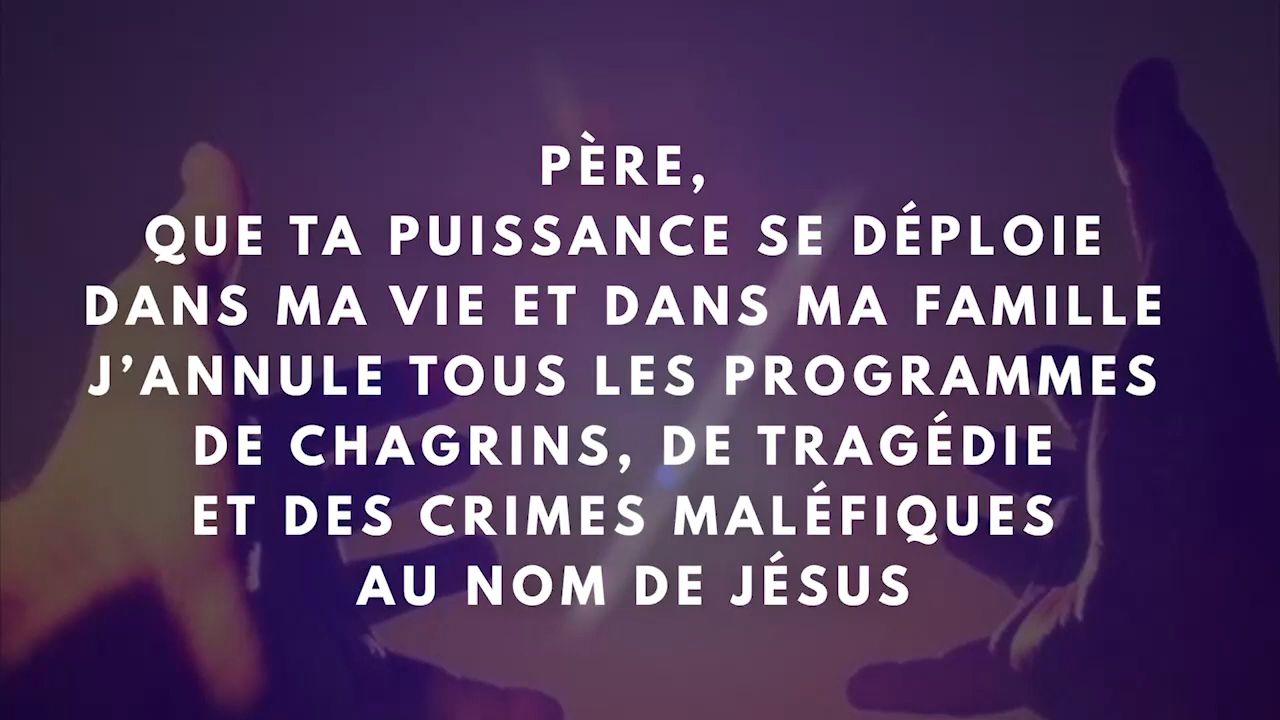 PÈRE,
QUE TA PUISSANCE SE DÉPLOIE
DANS MA VIE ET DANS MA FAMILLE
J’ANNULE TOUS LES PROGRAMMES
DE CHAGRINS, DE TRAGÉDIE
ET DES CRIMES MALÉFIQUES
AU NOM DE JÉSUS